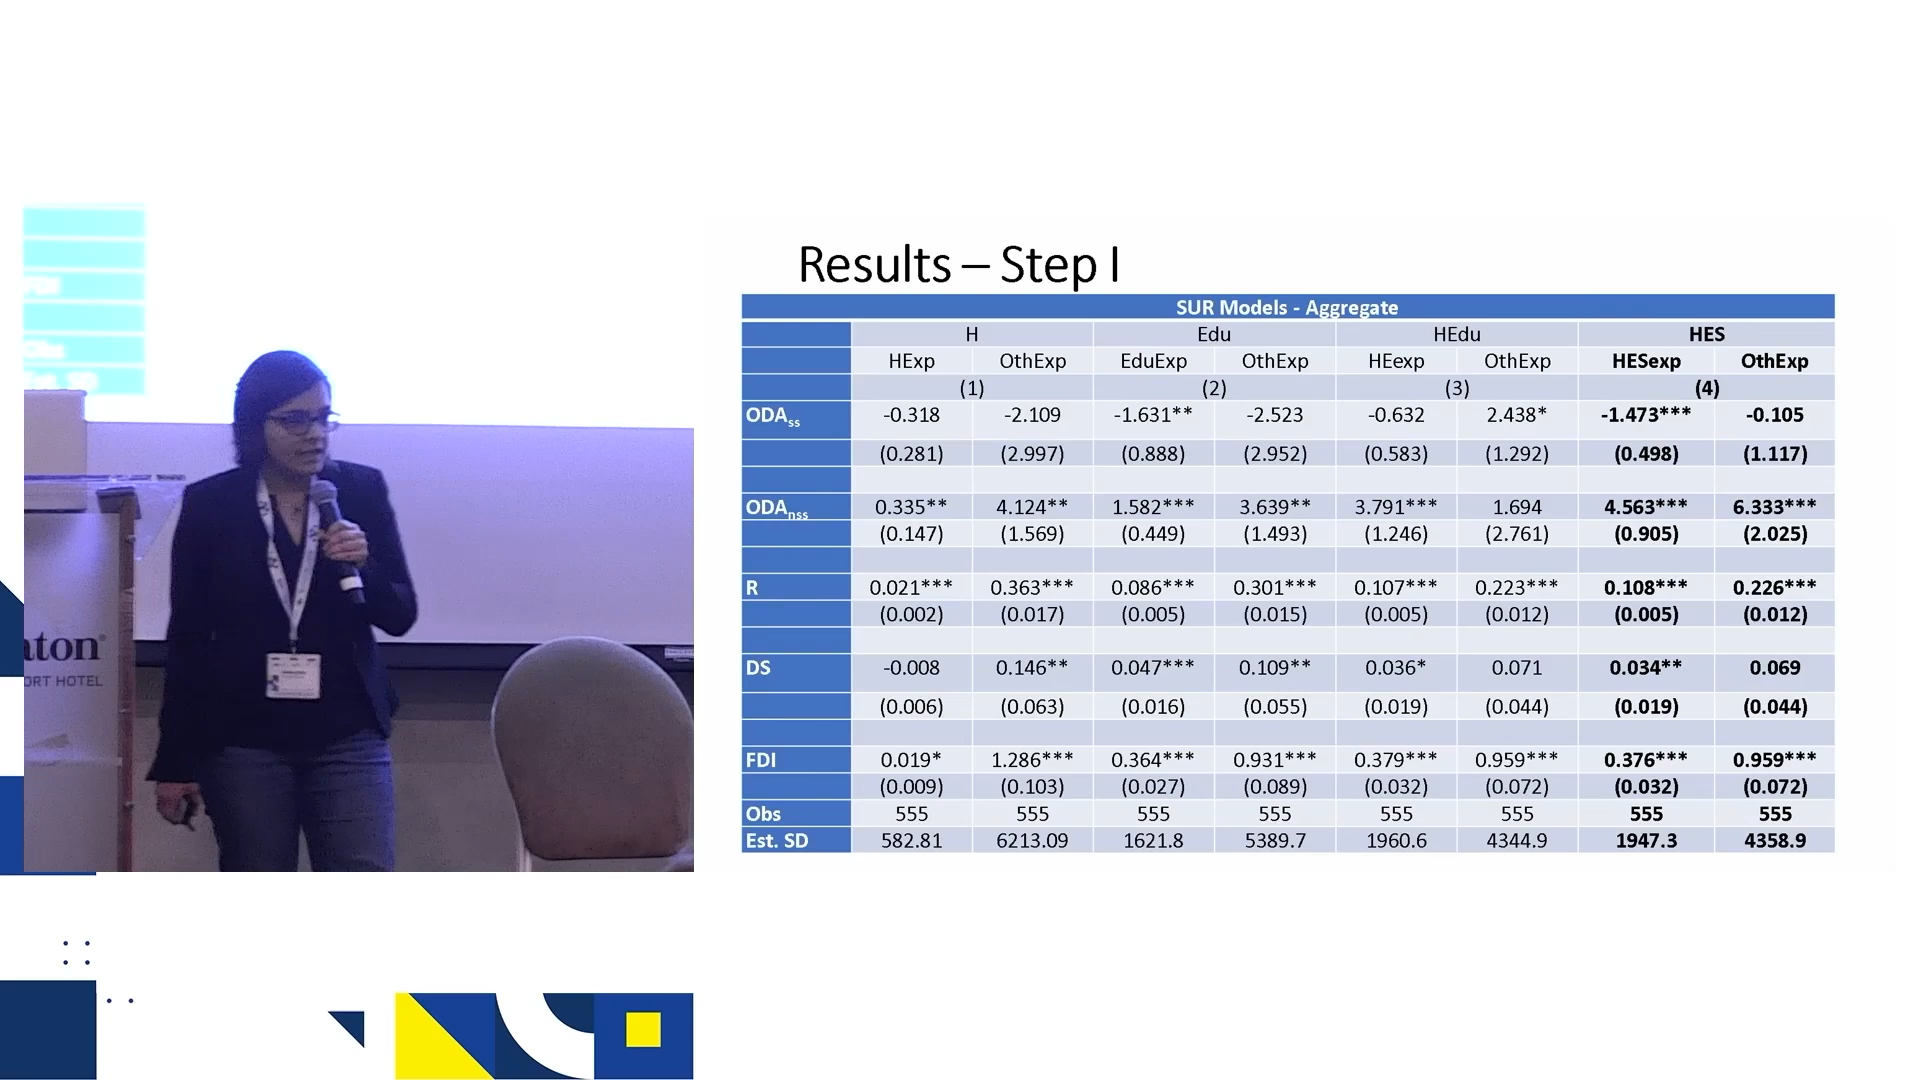 FDI
aton
ORT HOTEL
Results – Step I
SUR Models - Aggregate
H Edu HEdu HES
HExp OthExp EduExp OthExp HEexp OthExp HESexp OthExp
(1) (2) (3) (4)
ODAss -0.318 -2.109 -1.631** -2.523 -0.632 2.438* -1.473*** -0.105
(0.281) (2.997) (0.888) (2.952) (0.583) (1.292) (0.498) (1.117)
ODAnss 0.335** 4.124** 1.582*** 3.639** 3.791*** 1.694 4.563*** 6.333***
(0.147) (1.569) (0.449) (1.493) (1.246) (2.761) (0.905) (2.025)
R 0.021*** 0.363*** 0.086*** 0.301*** 0.107*** 0.223*** 0.108*** 0.226***
(0.002) (0.017) (0.005) (0.015) (0.005) (0.012) (0.005) (0.012)
DS -0.008 0.146** 0.047*** 0.109** 0.036* 0.071 0.034** 0.069
(0.006) (0.063) (0.016) (0.055) (0.019) (0.044) (0.019) (0.044)
FDI 0.019* 1.286*** 0.364*** 0.931*** 0.379*** 0.959*** 0.376*** 0.959***
(0.009) (0.103) (0.027) (0.089) (0.032) (0.072) (0.032) (0.072)
Obs 555 555 555 555 555 555 555 555
Est. SD 582.81 6213.09 1621.8 5389.7 1960.6 4344.9 1947.3 4358.9